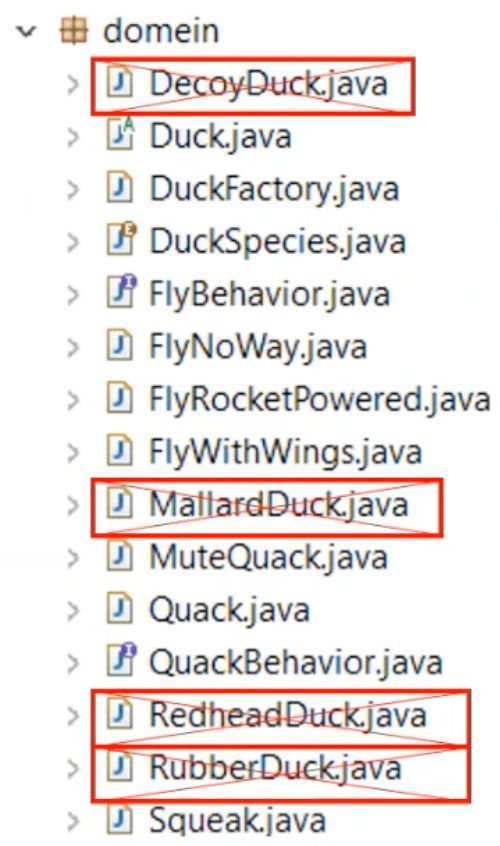 domein
DecoyDuck.java
Duck.java
DuckFactory.java
DuckSpecies.java
FlyBehavior.java
FlyNoWay.java
FlyRocketPowered.java
FlyWithWings.java
MallardDuck.java
MuteQuack.java
Quack.java
QuackBehavior.java
RedheadDuck.java
RubberDuck.java
Squeak.java